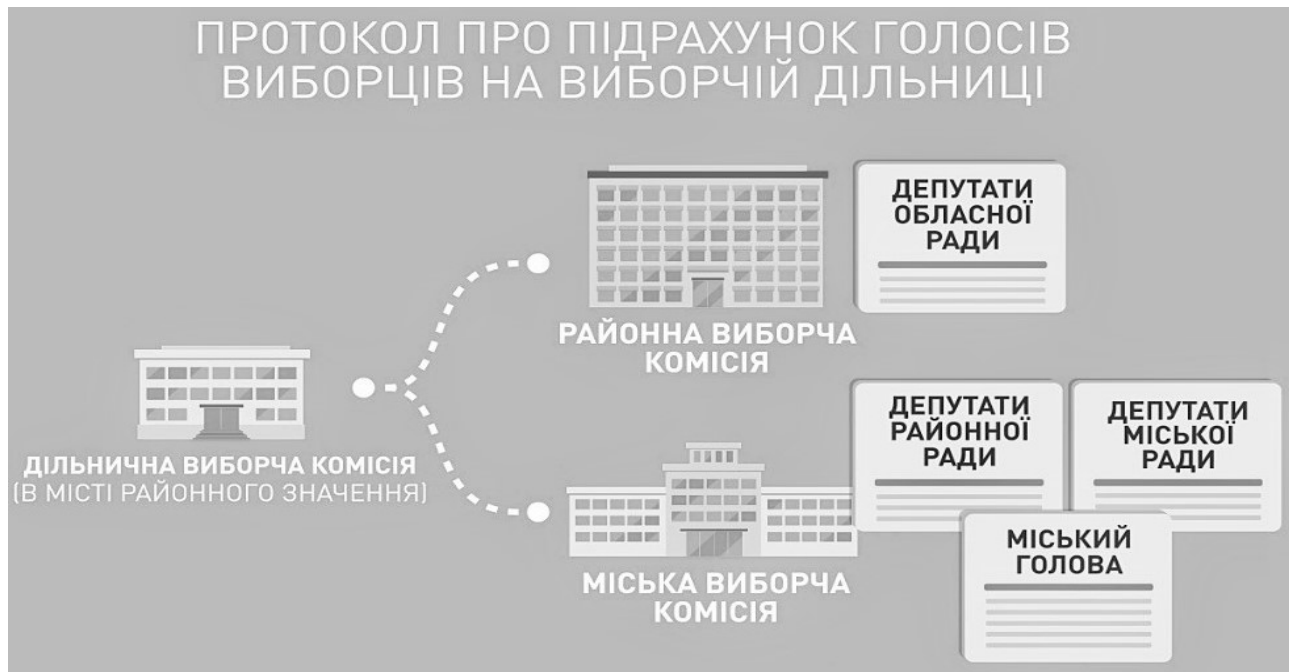 ПРОТОКОЛ ПРО ПІДРАХУНОК ГОЛОСІВ
ВИБОРЦІВ НА ВИБОРЧІЙ ДІЛЬНИЦІ
ДЕПУТАТИ
ОБЛАСНОЇ
РАДИ
РАЙОННА ВИБОРЧА
КОМІСІЯ
ДІЛЬНИЧНА ВИБОРЧА КОМІСІЯ
(В МІСТІ РАЙОННОГО ЗНАЧЕННЯ)
ДЕПУТАТИ
РАЙОННОЇ
РАДИ
ДЕПУТАТИ
МІСЬКОЇ
РАДИ
МІСЬКИЙ
ГОЛОВА
МІСЬКА ВИБОРЧА
КОМІСІЯ